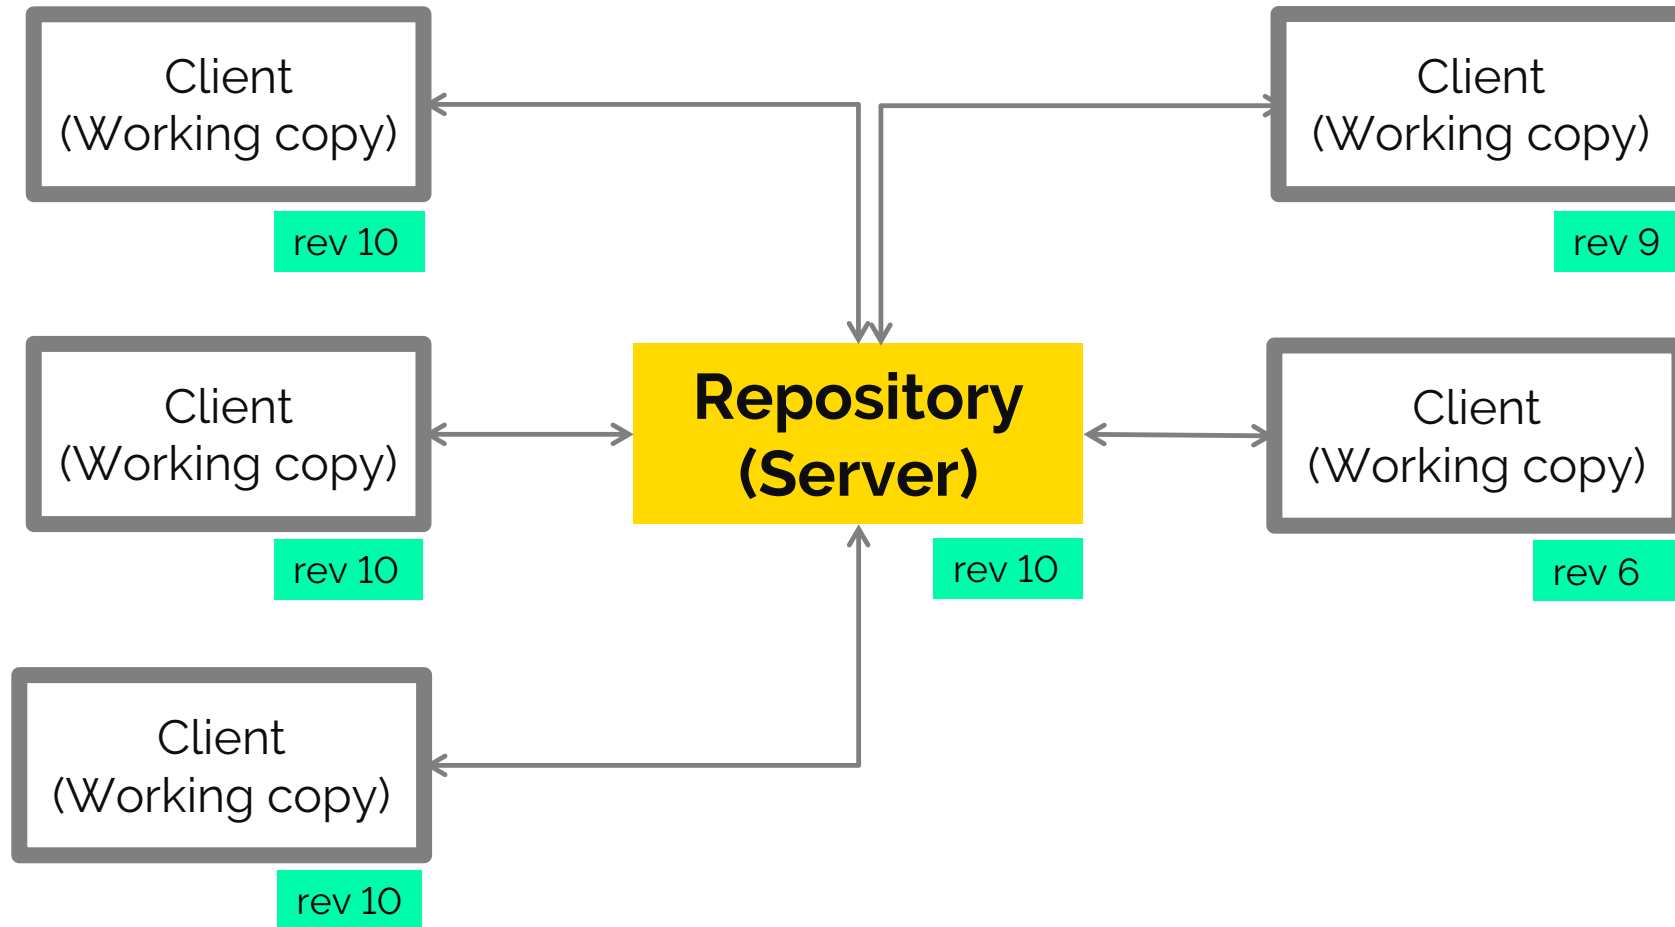 Client
(Working copy)
rev 10
Client
(Working copy)
rev 9
Client
(Working copy)
rev 10
Repository
(Server)
rev 10
Client
(Working copy)
rev 6
Client
(Working copy)
rev 10